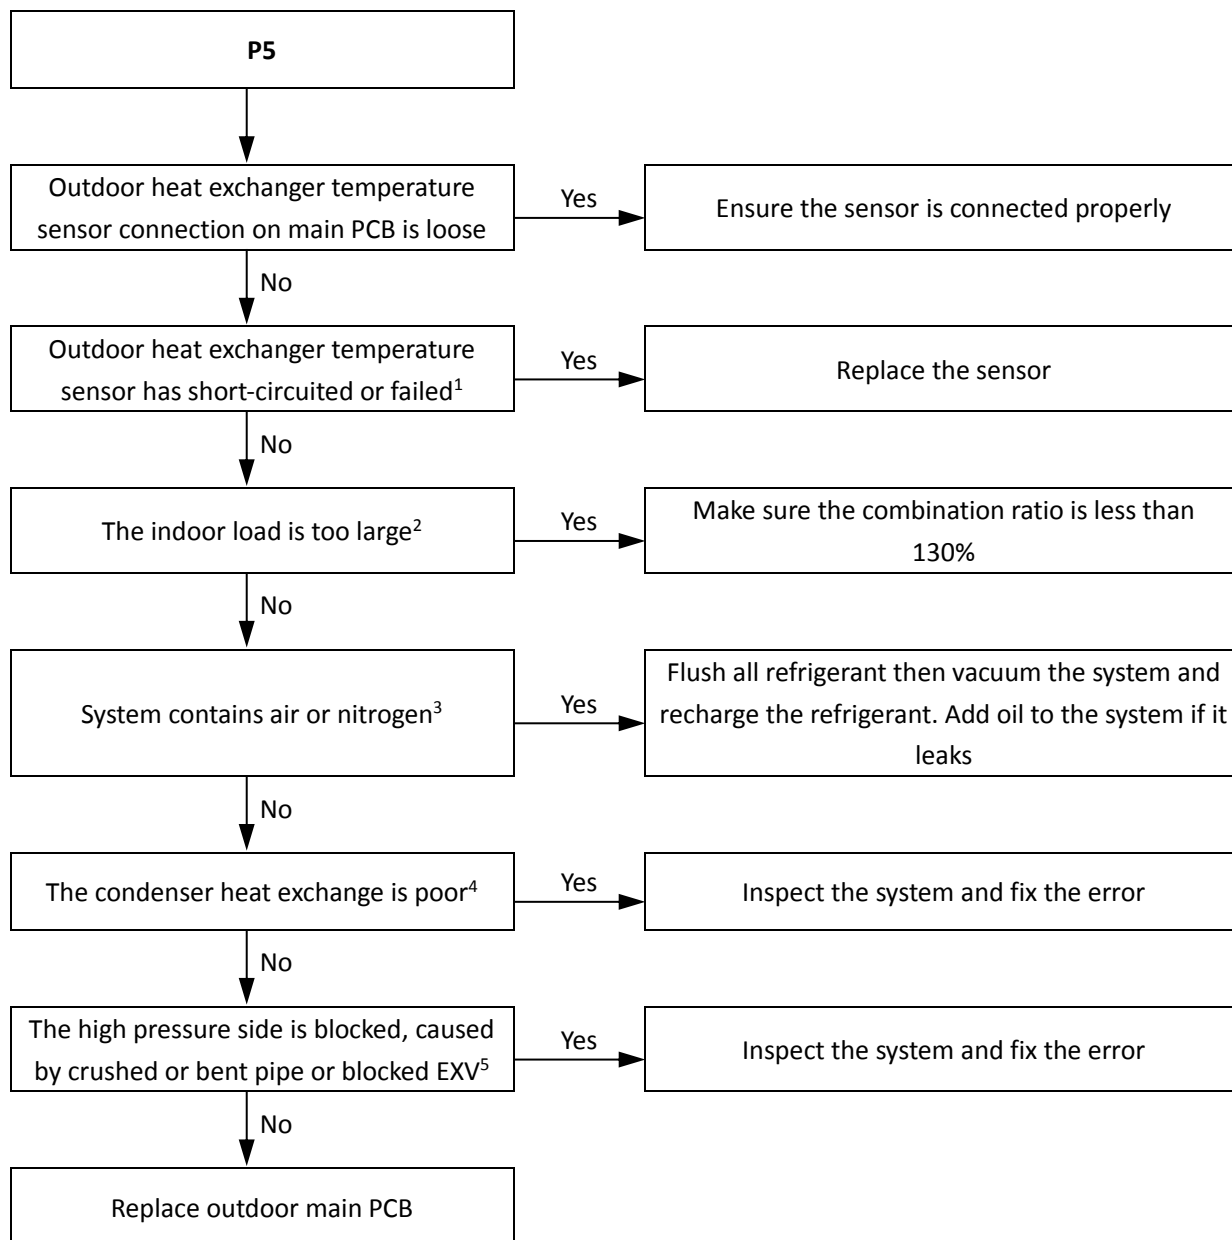 P5
Outdoor heat exchanger temperature
sensor connection on main PCB is loose
Yes
Ensure the sensor is connected properly
No
Outdoor heat exchanger temperature
sensor has short-circuited or failed¹
Yes
Replace the sensor
No
The indoor load is too large²
Yes
Make sure the combination ratio is less than
130%
No
System contains air or nitrogen³
Yes
Flush all refrigerant then vacuum the system and
recharge the refrigerant. Add oil to the system if it
leaks
No
The condenser heat exchange is poor⁴
Yes
Inspect the system and fix the error
No
The high pressure side is blocked, caused
by crushed or bent pipe or blocked EXV⁵
Yes
Inspect the system and fix the error
No
Replace outdoor main PCB